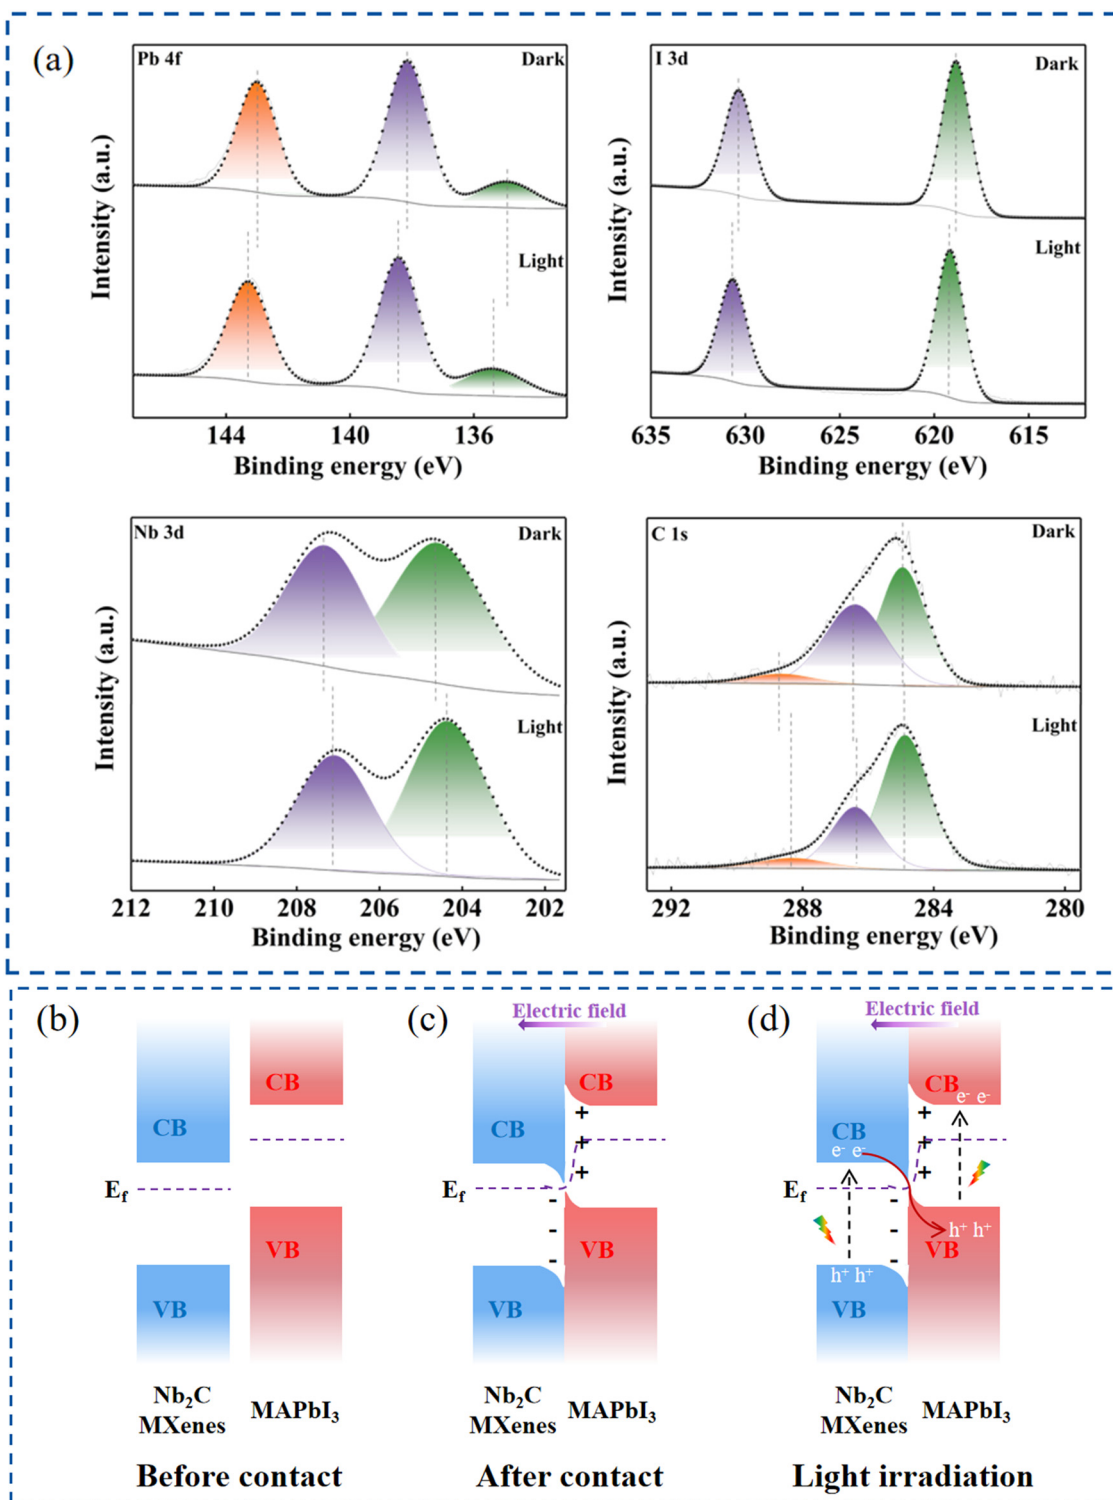 (a)
Pb 4f
Dark
Light
Intensity (a.u.)
144 140 136
Binding energy (eV)
I 3d
Dark
Light
Intensity (a.u.)
635 630 625 620 615
Binding energy (eV)
Nb 3d
Dark
Light
Intensity (a.u.)
212 210 208 206 204 202
Binding energy (eV)
C 1s
Dark
Light
Intensity (a.u.)
292 288 284 280
Binding energy (eV)
(b)
CB
CB
E_f
VB
VB
Nb₂C
MXenes
MAPbI₃
Before contact
(c)
Electric field
CB
CB
+
+
+
E_f
-
-
-
VB
VB
Nb₂C
MXenes
MAPbI₃
After contact
(d)
Electric field
CB
e⁻ e⁻
+
CB
+
e⁻ e⁻
+
E_f
-
-
h⁺ h⁺
VB
-
h⁺ h⁺
VB
Nb₂C
MXenes
MAPbI₃
Light irradiation